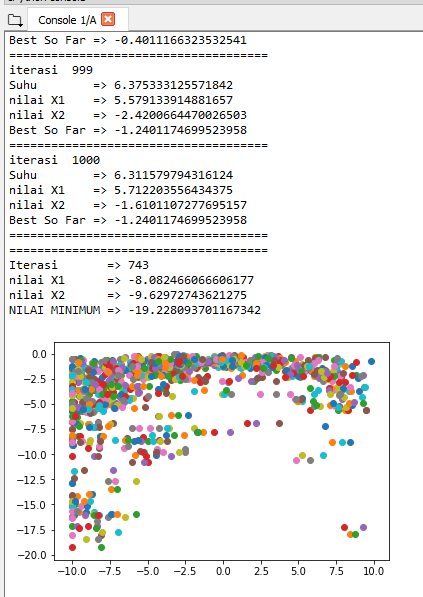 Console 1/A
Best So Far => -0.4011166323532541
=====================================
iterasi  999
Suhu        => 6.375333125571842
nilai X1    => 5.579133914881657
nilai X2    => -2.4200664470026503
Best So Far => -1.2401174699523958
=====================================
iterasi  1000
Suhu        => 6.311579794316124
nilai X1    => 5.712203556434375
nilai X2    => -1.6101107277695157
Best So Far => -1.2401174699523958
=====================================
=====================================
Iterasi       => 743
nilai X1      => -8.082466066606177
nilai X2      => -9.62972743621275
NILAI MINIMUM => -19.228093701167342
0.0
−2.5
−5.0
−7.5
−10.0
−12.5
−15.0
−17.5
−20.0
−10.0 −7.5 −5.0 −2.5 0.0 2.5 5.0 7.5 10.0